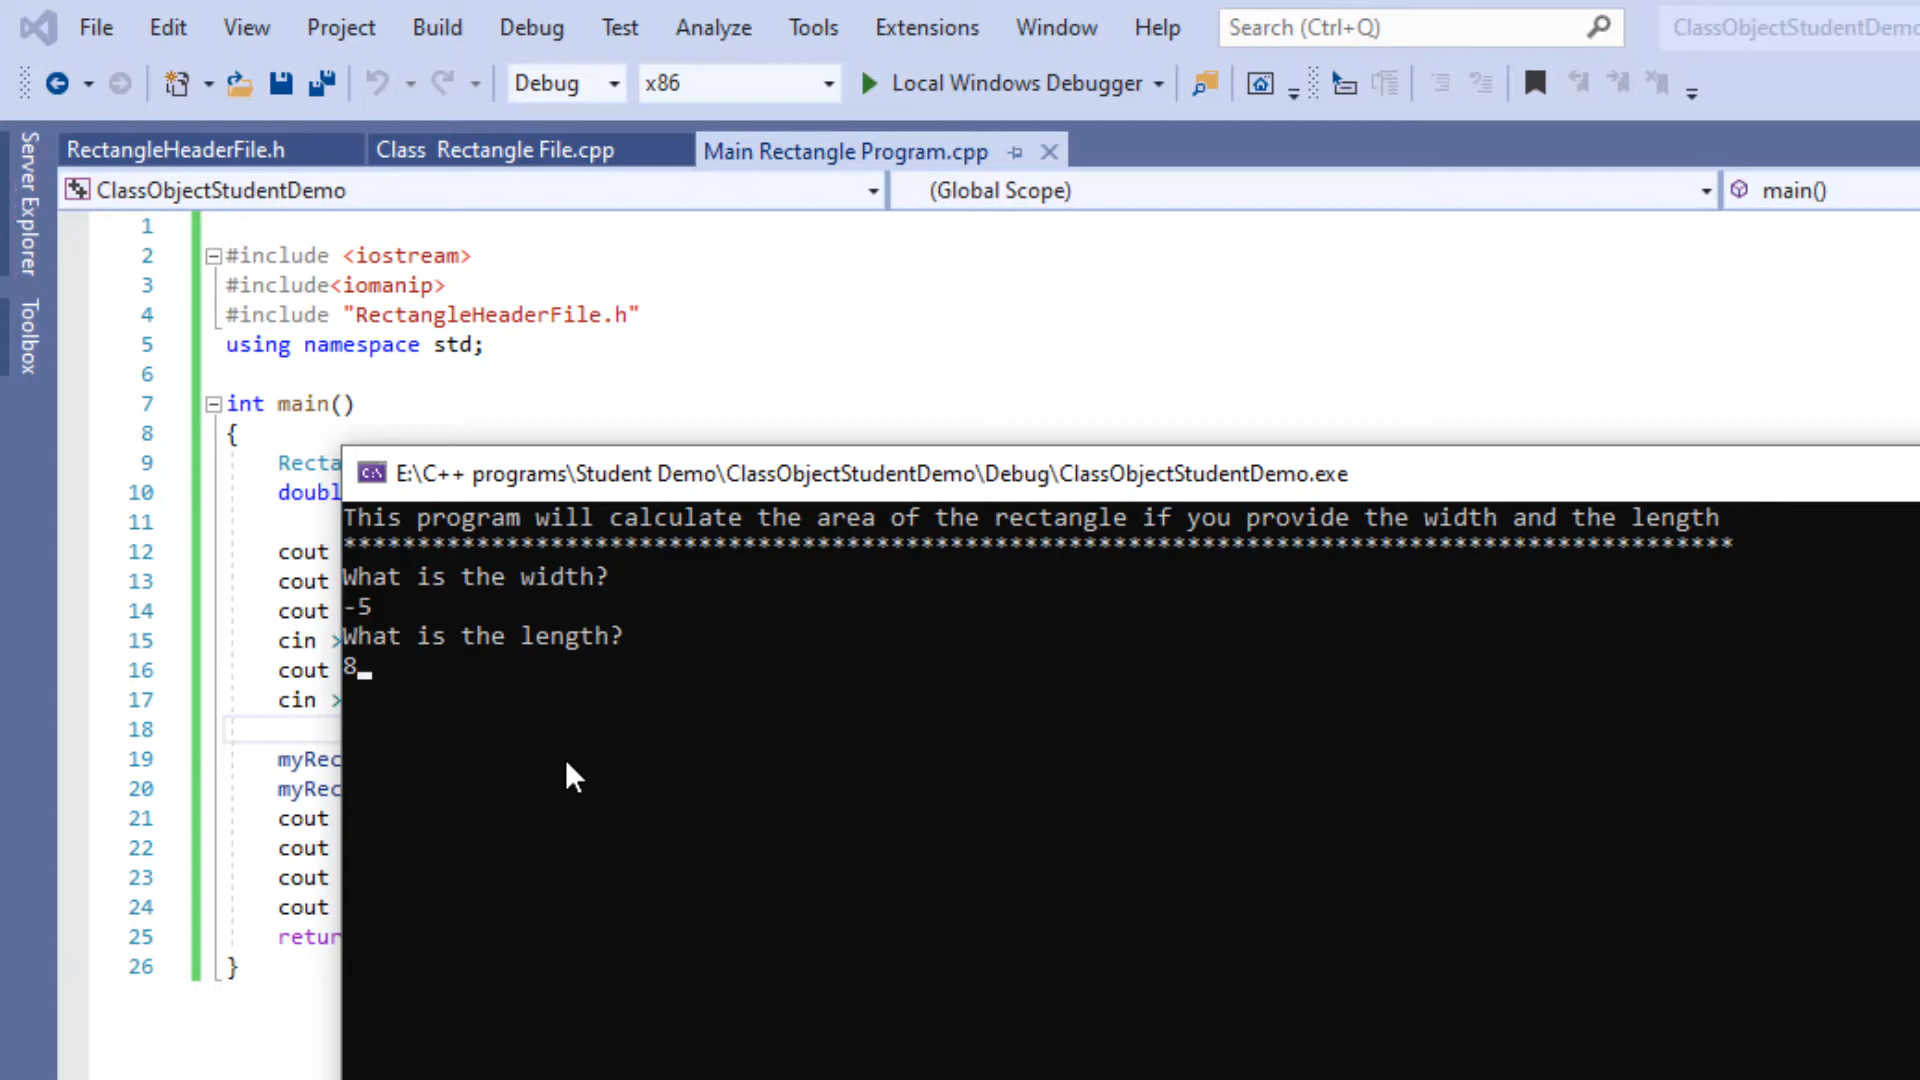 File Edit View Project Build Debug Test Analyze Tools Extensions Window Help Search (Ctrl+Q) ClassObjectStudentDemo
Debug x86 Local Windows Debugger
Server Explorer
Toolbox
RectangleHeaderFile.h Class Rectangle File.cpp Main Rectangle Program.cpp
ClassObjectStudentDemo (Global Scope) main()
1
2 #include <iostream>
3 #include<iomanip>
4 #include "RectangleHeaderFile.h"
5 using namespace std;
6
7 int main()
8 {
9 Recta
10 doubl
11
12 cout
13 cout
14 cout
15 cin >
16 cout
17 cin >
18
19 myRec
20 myRec
21 cout
22 cout
23 cout
24 cout
25 retur
26 }
E:\C++ programs\Student Demo\ClassObjectStudentDemo\Debug\ClassObjectStudentDemo.exe
This program will calculate the area of the rectangle if you provide the width and the length
**********************************************************************************************
What is the width?
-5
What is the length?
8